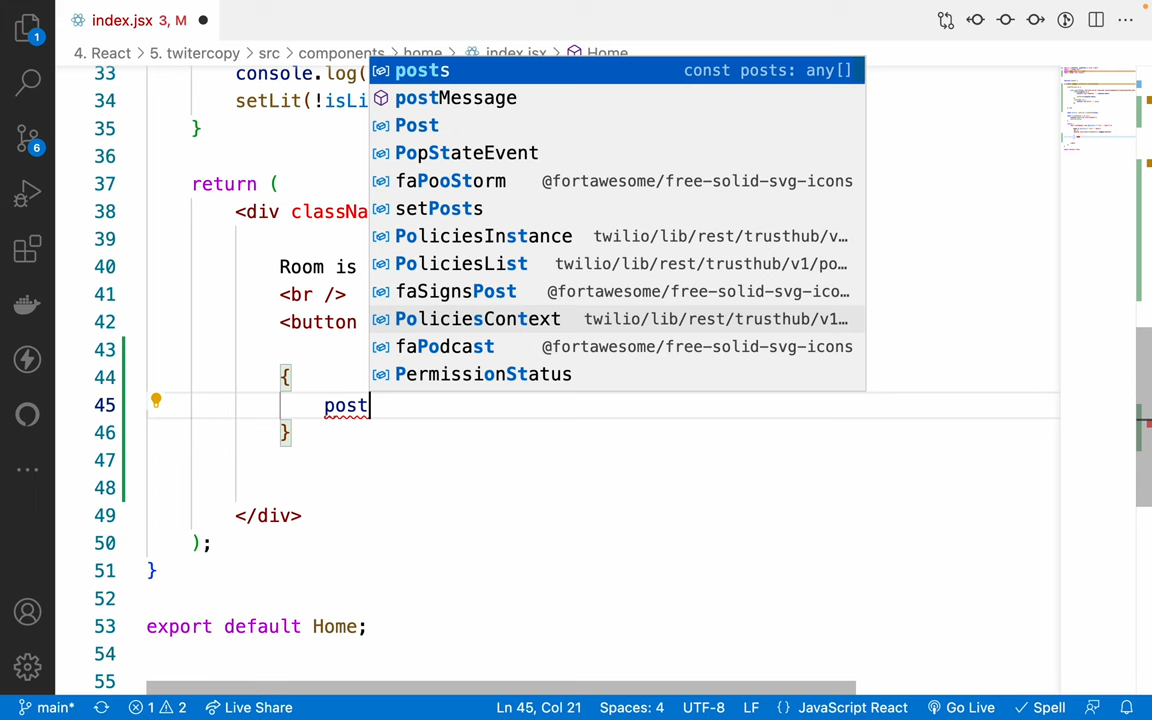 index.jsx 3, M
4. React > 5. twitercopy > src > components > home > index.jsx > Home
33 console.log(
34 setLit(!isLi
35 }
36
37 return (
38 <div classNa
39
40 Room is
41 <br />
42 <button
43
44 {
45 post
46 }
47
48
49 </div>
50 );
51 }
52
53 export default Home;
54
55
posts const posts: any[]
postMessage
Post
PopStateEvent
faPooStorm @fortawesome/free-solid-svg-icons
setPosts
PoliciesInstance twilio/lib/rest/trusthub/v…
PoliciesList twilio/lib/rest/trusthub/v1/po…
faSignsPost @fortawesome/free-solid-svg-ico…
PoliciesContext twilio/lib/rest/trusthub/v1…
faPodcast @fortawesome/free-solid-svg-icons
PermissionStatus
1
6
main* 1 2 Live Share Ln 45, Col 21 Spaces: 4 UTF-8 LF {} JavaScript React Go Live Spell